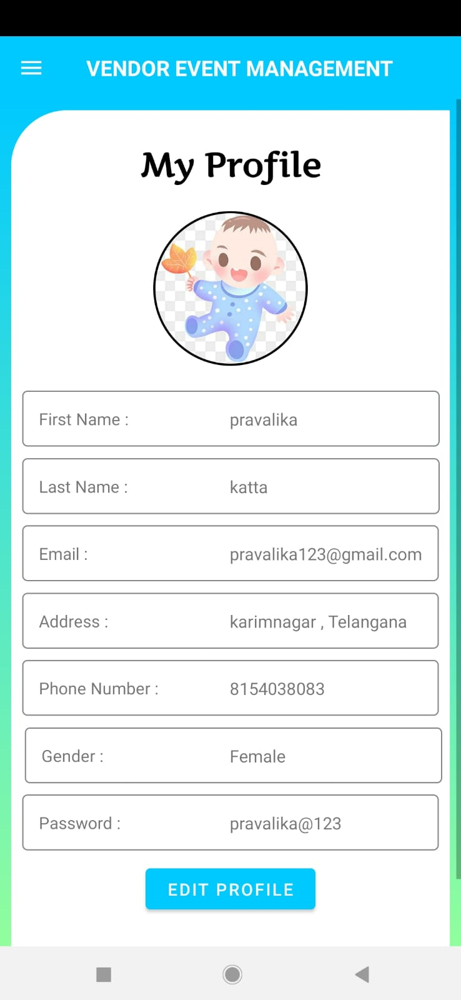 VENDOR EVENT MANAGEMENT
My Profile
First Name : pravalika
Last Name : katta
Email : pravalika123@gmail.com
Address : karimnagar , Telangana
Phone Number : 8154038083
Gender : Female
Password : pravalika@123
EDIT PROFILE